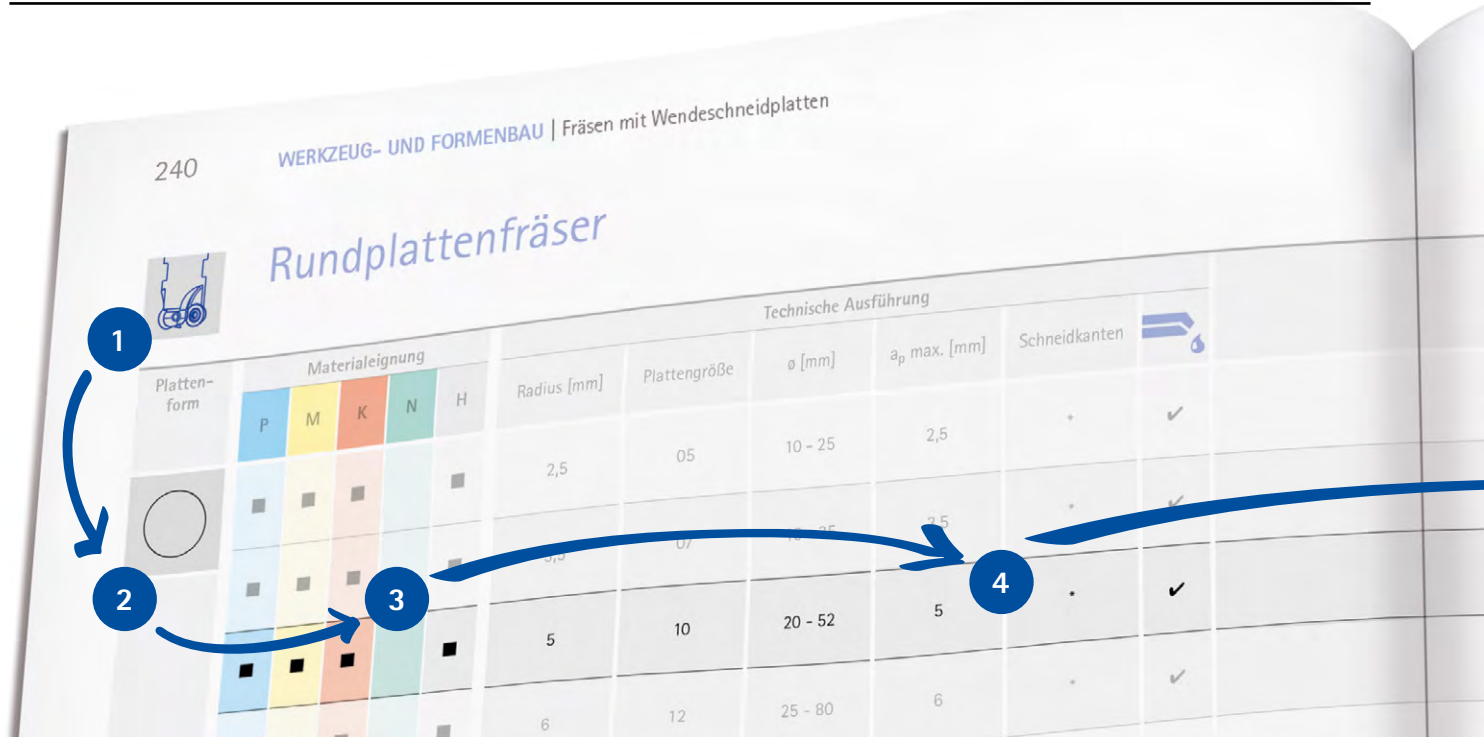 240
WERKZEUG- UND FORMENBAU | Fräsen mit Wendeschneidplatten
Rundplattenfräser
1
Platten-
form
Materialeignung
Technische Ausführung
P M K N H Radius [mm] Plattengröße ø [mm] ap max. [mm] Schneidkanten
■ ■ ■ ■ 2,5 05 10 – 25 2,5 * ✔
■ ■ ■ ■ 07 * ✔
2
3
4
■ ■ ■ ■ 5 10 20 - 52 5 * ✔
■ ■ 6 12 25 - 80 6 * ✔